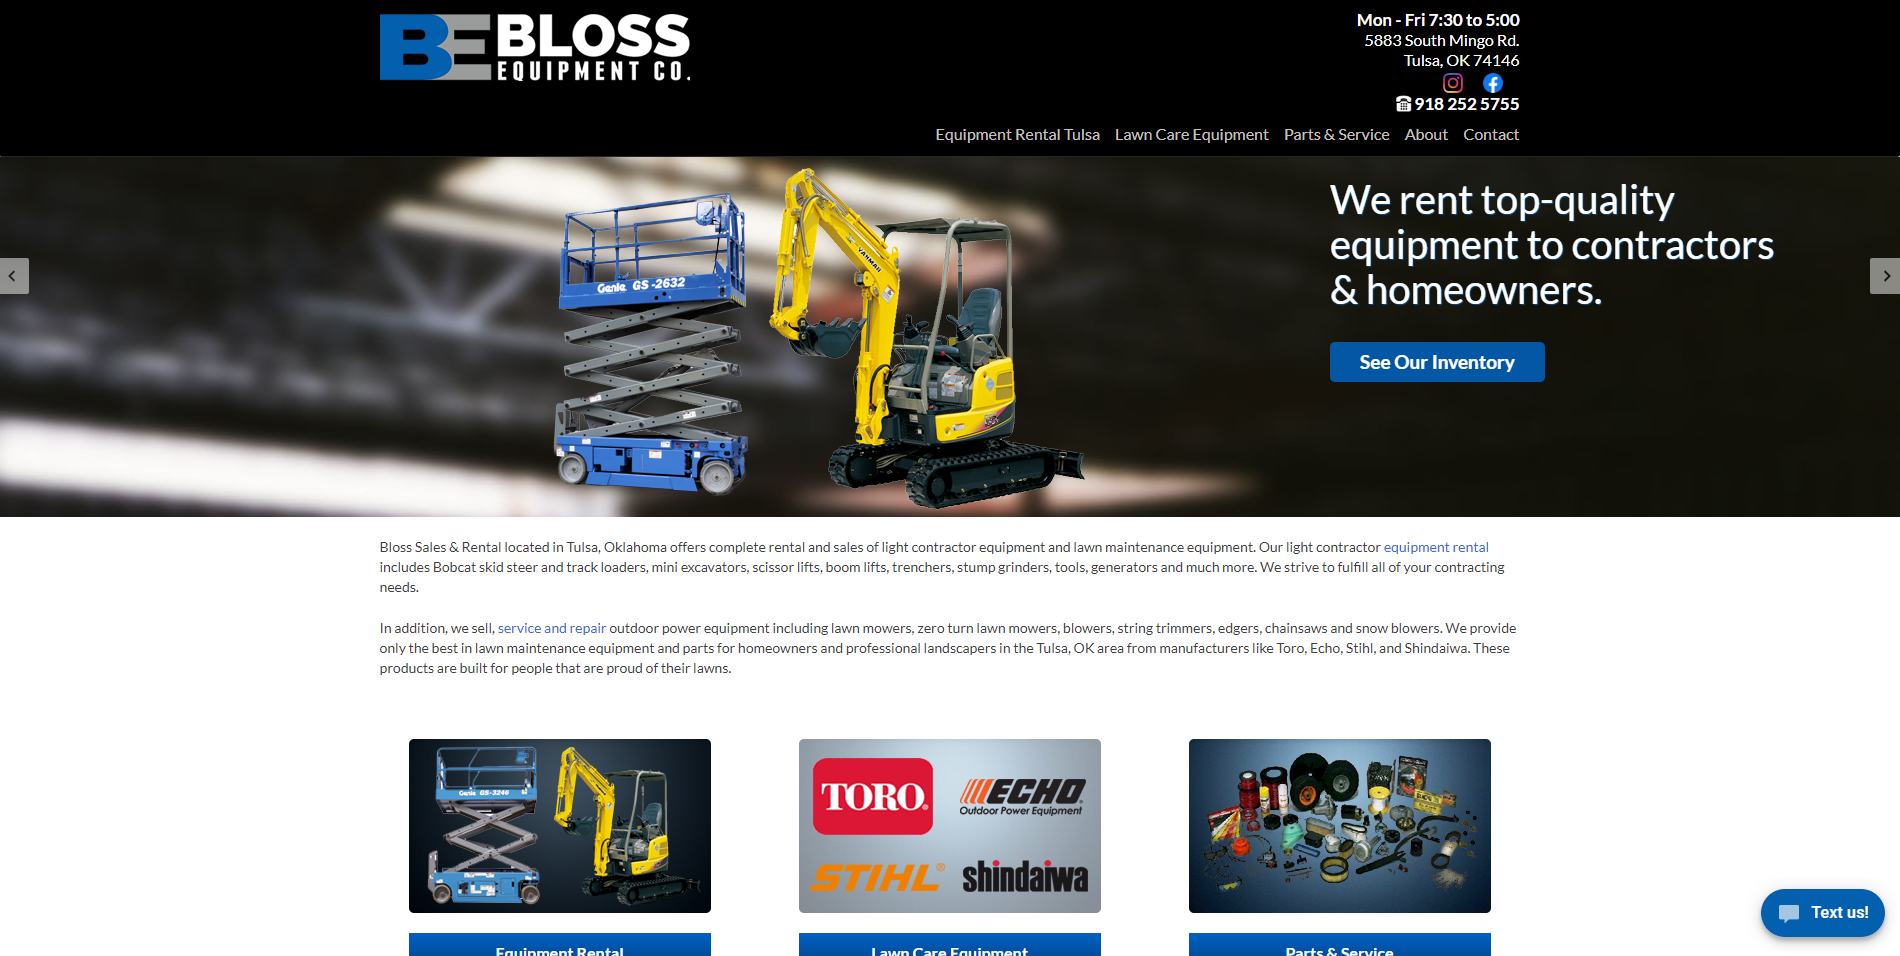 BE BLOSS
EQUIPMENT CO.
Mon - Fri 7:30 to 5:00
5883 South Mingo Rd.
Tulsa, OK 74146
918 252 5755
Equipment Rental Tulsa Lawn Care Equipment Parts & Service About Contact
We rent top-quality
equipment to contractors
& homeowners.
See Our Inventory
Genie GS-2632
YANMAR
Bloss Sales & Rental located in Tulsa, Oklahoma offers complete rental and sales of light contractor equipment and lawn maintenance equipment. Our light contractor equipment rental
includes Bobcat skid steer and track loaders, mini excavators, scissor lifts, boom lifts, trenchers, stump grinders, tools, generators and much more. We strive to fulfill all of your contracting
needs.
In addition, we sell, service and repair outdoor power equipment including lawn mowers, zero turn lawn mowers, blowers, string trimmers, edgers, chainsaws and snow blowers. We provide
only the best in lawn maintenance equipment and parts for homeowners and professional landscapers in the Tulsa, OK area from manufacturers like Toro, Echo, Stihl, and Shindaiwa. These
products are built for people that are proud of their lawns.
Genie GS-3246
TORO
ECHO
Outdoor Power Equipment
STIHL®
shindaiwa
Text us!
Equipment Rental Lawn Care Equipment Parts & Service